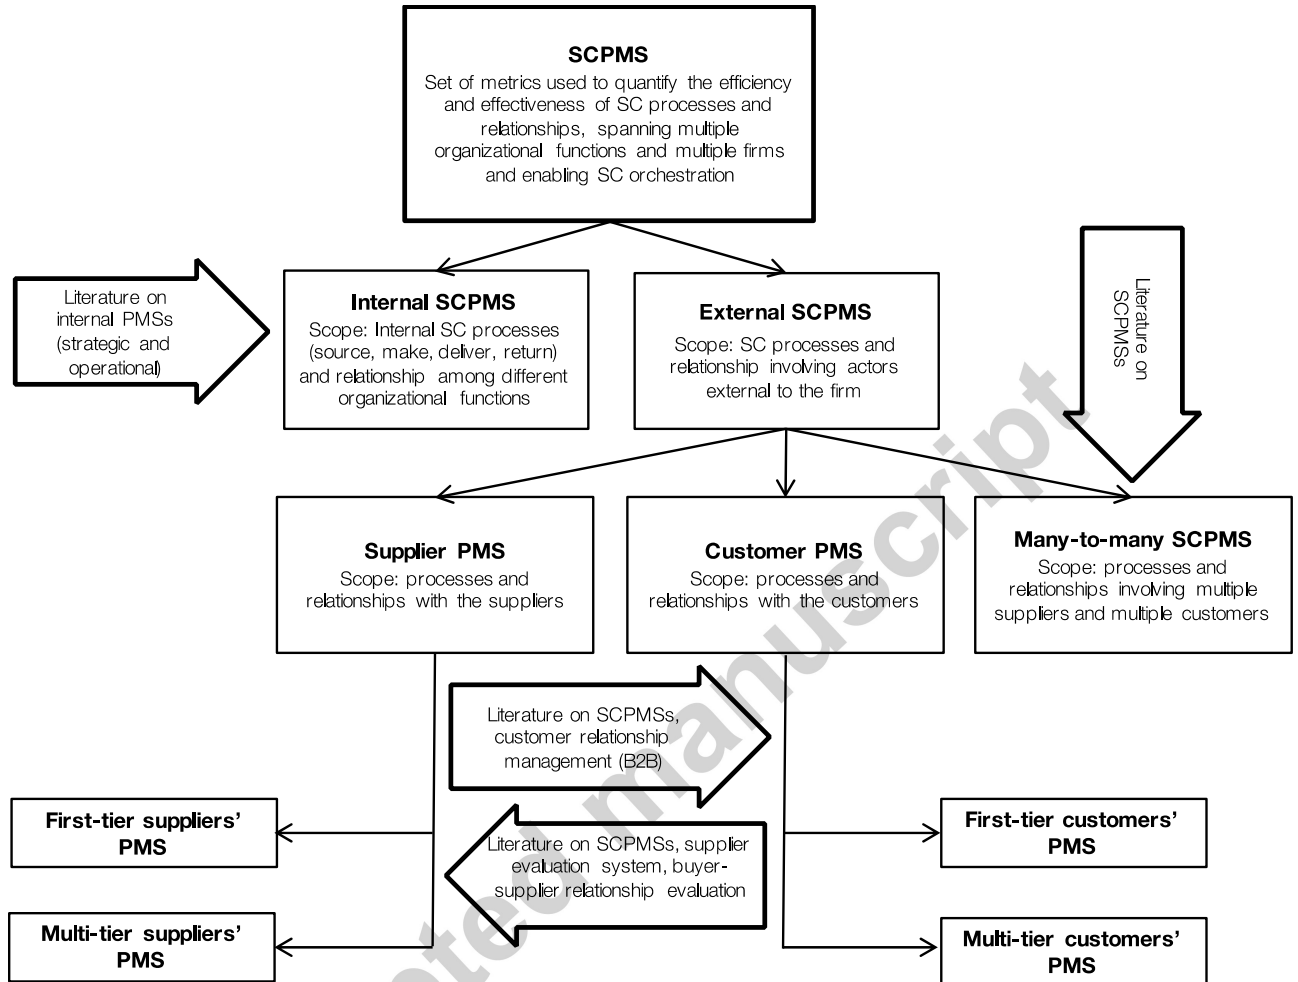 SCPMS
Set of metrics used to quantify the efficiency
and effectiveness of SC processes and
relationships, spanning multiple
organizational functions and multiple firms
and enabling SC orchestration
Literature on
internal PMSs
(strategic and
operational)
Internal SCPMS
Scope: Internal SC processes
(source, make, deliver, return)
and relationship among different
organizational functions
External SCPMS
Scope: SC processes and
relationship involving actors
external to the firm
Literature on
SCPMSs
Supplier PMS
Scope: processes and
relationships with the suppliers
Customer PMS
Scope: processes and
relationships with the customers
Many-to-many SCPMS
Scope: processes and
relationships involving multiple
suppliers and multiple customers
Literature on SCPMSs,
customer relationship
management (B2B)
First-tier suppliers'
PMS
Literature on SCPMSs, supplier
evaluation system, buyer-
supplier relationship evaluation
First-tier customers'
PMS
Multi-tier suppliers'
PMS
Multi-tier customers'
PMS
manuscript